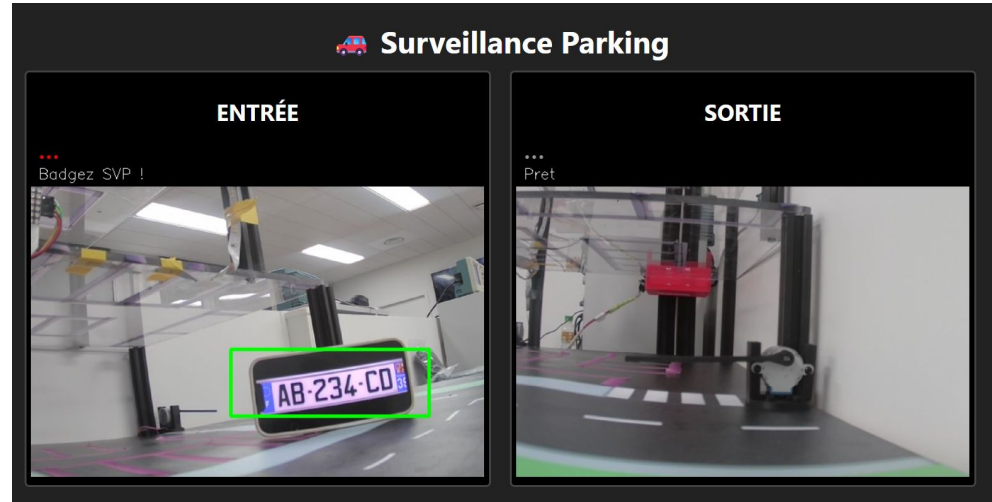 Surveillance Parking
ENTRÉE
...
Badgez SVP !
AB-234-CD
SORTIE
...
Pret